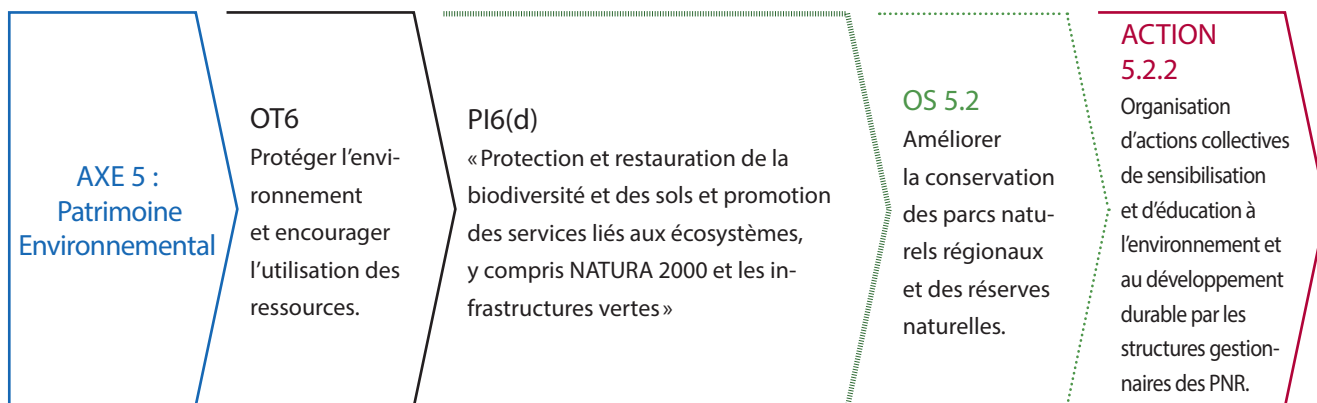 AXE 5 :
Patrimoine
Environnemental
OT6
Protéger l’envi-
ronnement
et encourager
l’utilisation des
ressources.
PI6(d)
« Protection et restauration de la
biodiversité et des sols et promotion
des services liés aux écosystèmes,
y compris NATURA 2000 et les in-
frastructures vertes »
OS 5.2
Améliorer
la conservation
des parcs natu-
rels régionaux
et des réserves
naturelles.
ACTION
5.2.2
Organisation
d’actions collectives
de sensibilisation
et d’éducation à
l’environnement et
au développement
durable par les
structures gestion-
naires des PNR.